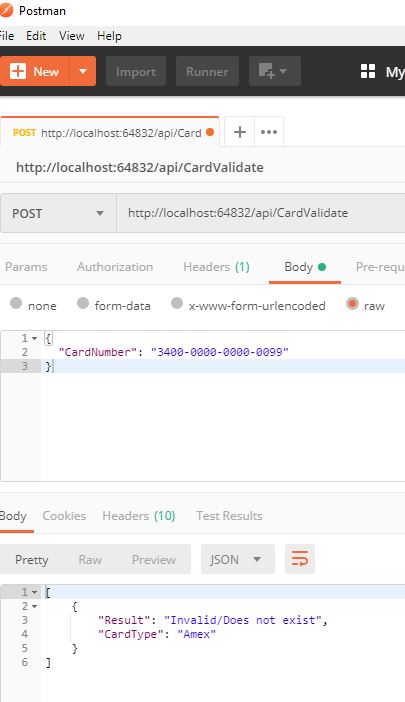 Postman
File Edit View Help
New Import Runner My
POST http://localhost:64832/api/Card
http://localhost:64832/api/CardValidate
POST http://localhost:64832/api/CardValidate
Params Authorization Headers (1) Body Pre-requ
none form-data x-www-form-urlencoded raw
1 {
2 "CardNumber": "3400-0000-0000-0099"
3 }
Body Cookies Headers (10) Test Results
Pretty Raw Preview JSON
1 [
2 {
3 "Result": "Invalid/Does not exist",
4 "CardType": "Amex"
5 }
6 ]